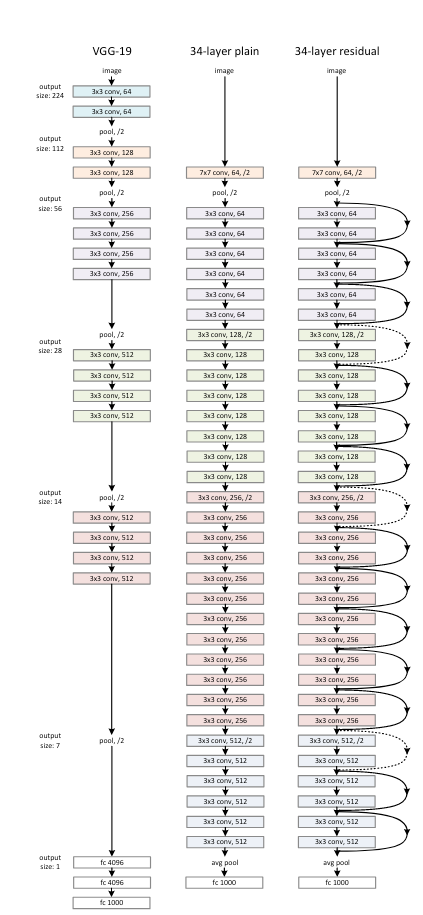 VGG-19
image
output
size: 224
3x3 conv, 64
3x3 conv, 64
pool, /2
output
size: 112
3x3 conv, 128
3x3 conv, 128
pool, /2
output
size: 56
3x3 conv, 256
3x3 conv, 256
3x3 conv, 256
3x3 conv, 256
pool, /2
output
size: 28
3x3 conv, 512
3x3 conv, 512
3x3 conv, 512
3x3 conv, 512
pool, /2
output
size: 14
3x3 conv, 512
3x3 conv, 512
3x3 conv, 512
3x3 conv, 512
pool, /2
output
size: 7
output
size: 1
fc 4096
fc 4096
fc 1000
34-layer plain
image
7x7 conv, 64, /2
pool, /2
3x3 conv, 64
3x3 conv, 64
3x3 conv, 64
3x3 conv, 64
3x3 conv, 64
3x3 conv, 64
3x3 conv, 128, /2
3x3 conv, 128
3x3 conv, 128
3x3 conv, 128
3x3 conv, 128
3x3 conv, 128
3x3 conv, 128
3x3 conv, 128
3x3 conv, 256, /2
3x3 conv, 256
3x3 conv, 256
3x3 conv, 256
3x3 conv, 256
3x3 conv, 256
3x3 conv, 256
3x3 conv, 256
3x3 conv, 256
3x3 conv, 256
3x3 conv, 256
3x3 conv, 256
3x3 conv, 512, /2
3x3 conv, 512
3x3 conv, 512
3x3 conv, 512
3x3 conv, 512
3x3 conv, 512
avg pool
fc 1000
34-layer residual
image
7x7 conv, 64, /2
pool, /2
3x3 conv, 64
3x3 conv, 64
3x3 conv, 64
3x3 conv, 64
3x3 conv, 64
3x3 conv, 64
3x3 conv, 128, /2
3x3 conv, 128
3x3 conv, 128
3x3 conv, 128
3x3 conv, 128
3x3 conv, 128
3x3 conv, 128
3x3 conv, 128
3x3 conv, 256, /2
3x3 conv, 256
3x3 conv, 256
3x3 conv, 256
3x3 conv, 256
3x3 conv, 256
3x3 conv, 256
3x3 conv, 256
3x3 conv, 256
3x3 conv, 256
3x3 conv, 256
3x3 conv, 256
3x3 conv, 512, /2
3x3 conv, 512
3x3 conv, 512
3x3 conv, 512
3x3 conv, 512
3x3 conv, 512
avg pool
fc 1000